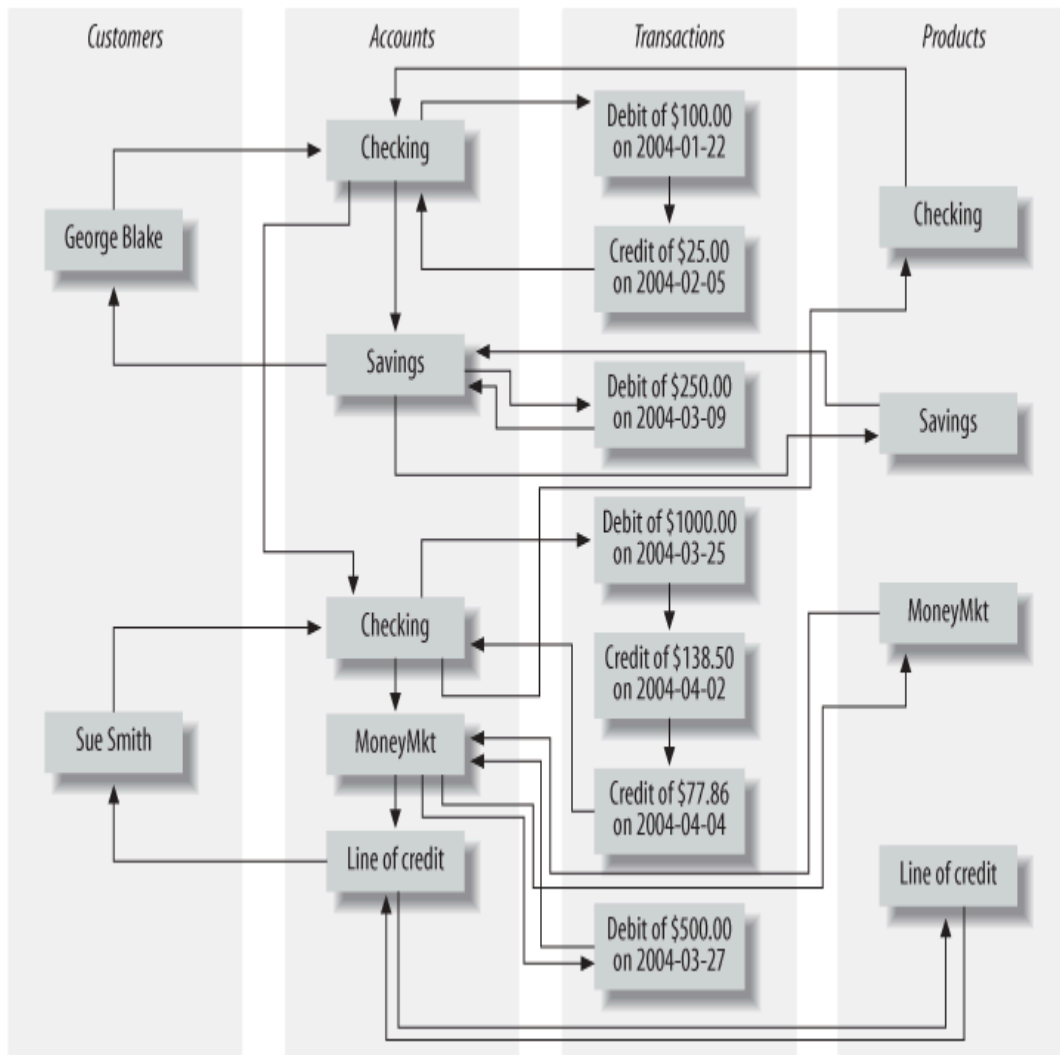 Customers
Accounts
Transactions
Products
George Blake
Sue Smith
Checking
Savings
Checking
MoneyMkt
Line of credit
Debit of $100.00
on 2004-01-22
Credit of $25.00
on 2004-02-05
Debit of $250.00
on 2004-03-09
Debit of $1000.00
on 2004-03-25
Credit of $138.50
on 2004-04-02
Credit of $77.86
on 2004-04-04
Debit of $500.00
on 2004-03-27
Checking
Savings
MoneyMkt
Line of credit